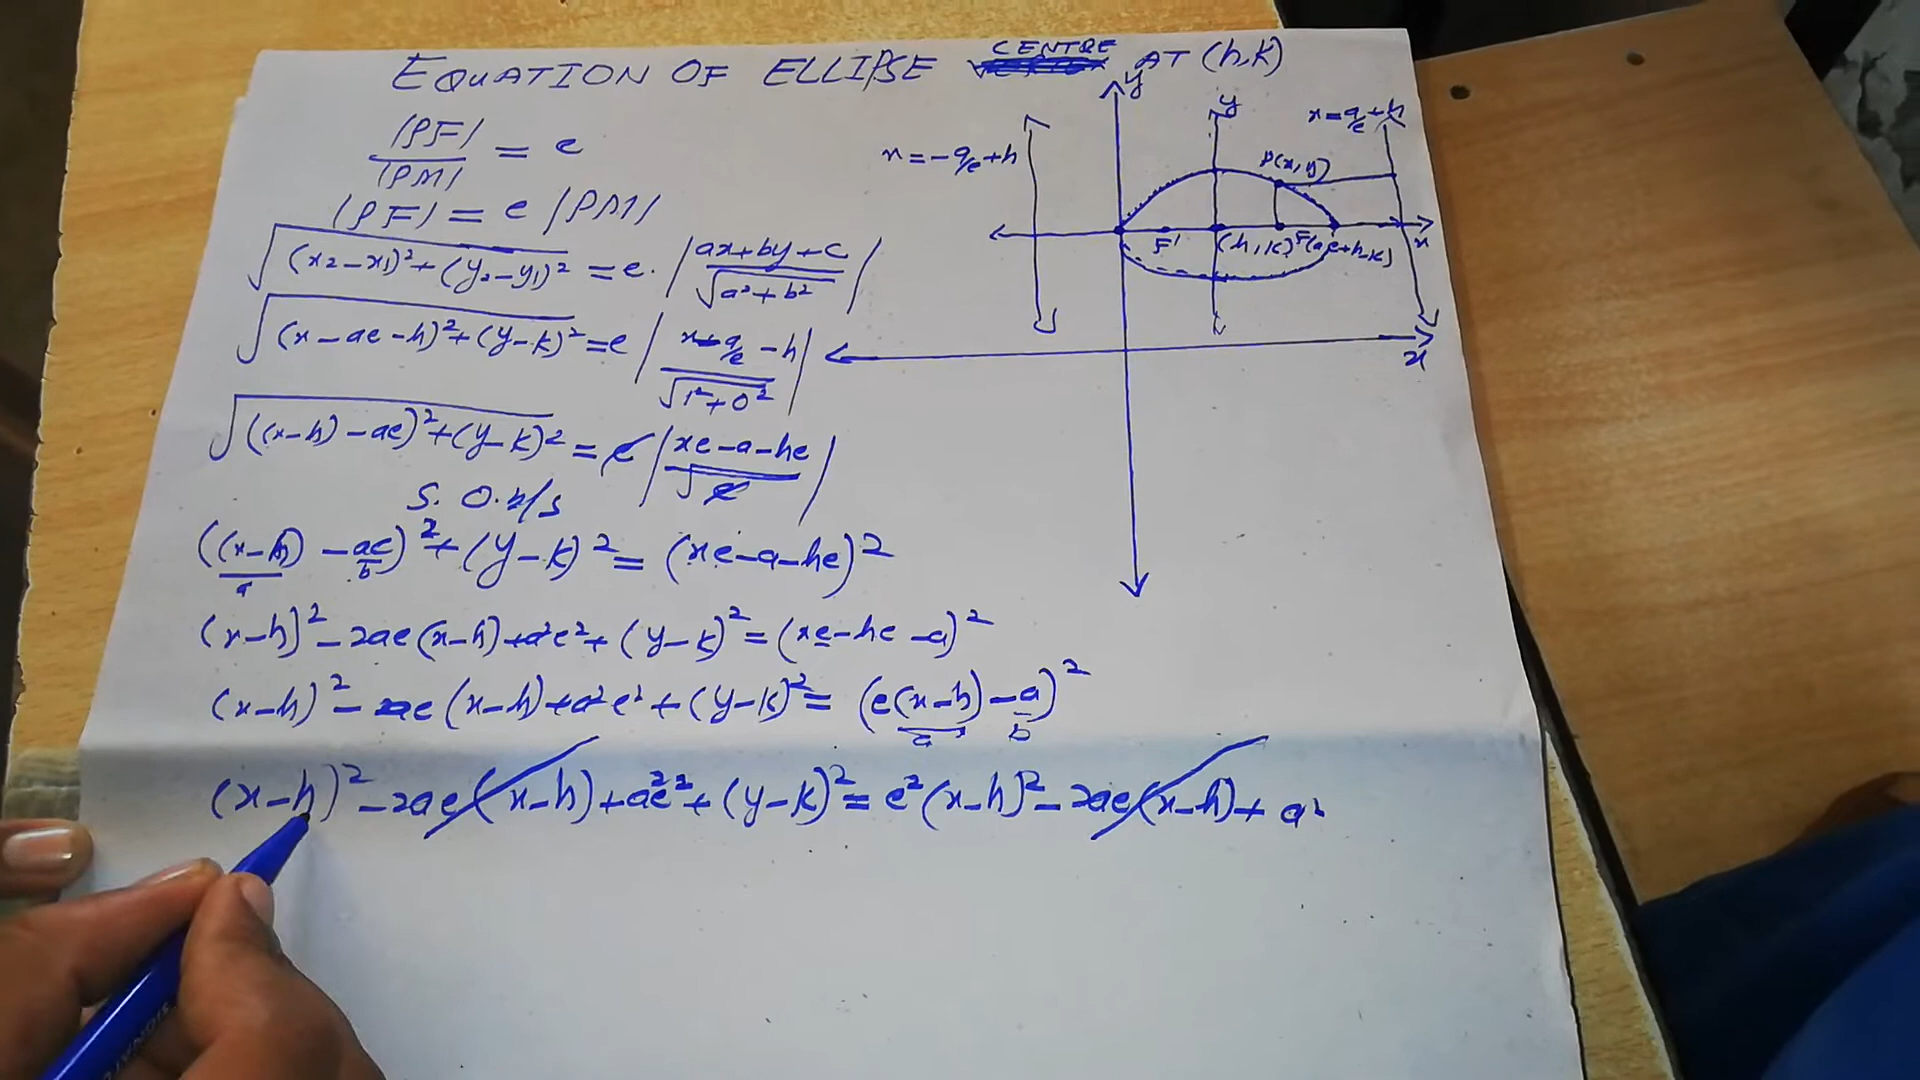 EQUATION OF ELLIPSE CENTRE AT (h,k)
|PF| / |PM| = e
|PF| = e |PM|
√((x₂-x₁)²+(y₂-y₁)²) = e. |ax+by+c / √(a²+b²)|
√((x-ae-h)²+(y-k)²) = e |x-a/e-h / √(1²+0²)|
√(((x-h)-ae)²+(y-k)²) = e |xe-a-he / √e|
S.O.b/s
((x-h)-ae)²+(y-k)² = (xe-a-he)²
a b
(x-h)²-2ae(x-h)+a²e²+(y-k)² = (xe-he-a)²
(x-h)²-2ae(x-h)+a²e²+(y-k)² = (e(x-h)-a)²
a b
(x-h)²-2ae(x-h)+a²e²+(y-k)² = e²(x-h)²-2ae(x-h)+a²
y
y
x=a/e+h
x=-a/e+h
P(x,y)
F'
(h,k)
F(ae+h,k)
x
x